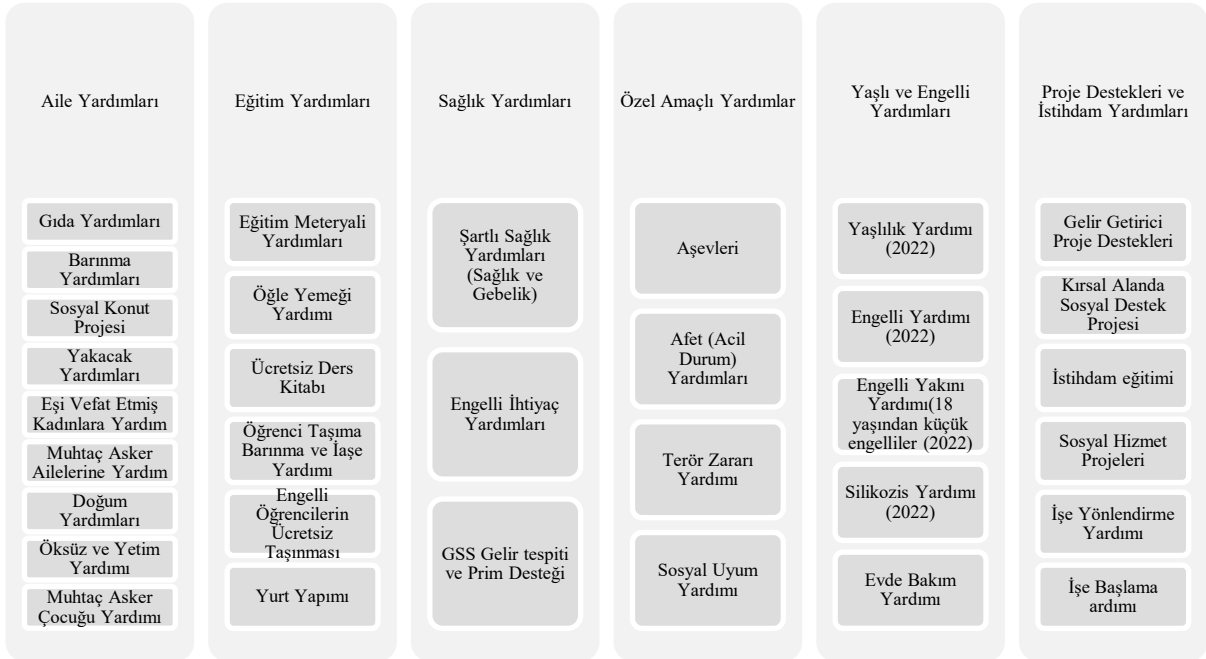 Aile Yardımları
Gıda Yardımları
Barınma
Yardımları
Sosyal Konut
Projesi
Yakacak
Yardımları
Eşi Vefat Etmiş
Kadınlara Yardım
Muhtaç Asker
Ailelerine Yardım
Doğum
Yardımları
Öksüz ve Yetim
Yardımı
Muhtaç Asker
Çocuğu Yardımı
Eğitim Yardımları
Eğitim Meteryali
Yardımları
Öğle Yemeği
Yardımı
Ücretsiz Ders
Kitabı
Öğrenci Taşıma
Barınma ve İaşe
Yardımı
Engelli
Öğrencilerin
Ücretsiz
Taşınması
Yurt Yapımı
Sağlık Yardımları
Şartlı Sağlık
Yardımları
(Sağlık ve
Gebelik)
Engelli İhtiyaç
Yardımları
GSS Gelir tespiti
ve Prim Desteği
Özel Amaçlı Yardımlar
Aşevleri
Afet (Acil
Durum)
Yardımları
Terör Zararı
Yardımı
Sosyal Uyum
Yardımı
Yaşlı ve Engelli
Yardımları
Yaşlılık Yardımı
(2022)
Engelli Yardımı
(2022)
Engelli Yakını
Yardımı(18
yaşından küçük
engelliler (2022)
Silikozis Yardımı
(2022)
Evde Bakım
Yardımı
Proje Destekleri ve
İstihdam Yardımları
Gelir Getirici
Proje Destekleri
Kırsal Alanda
Sosyal Destek
Projesi
İstihdam eğitimi
Sosyal Hizmet
Projeleri
İşe Yönlendirme
Yardımı
İşe Başlama
ardımı